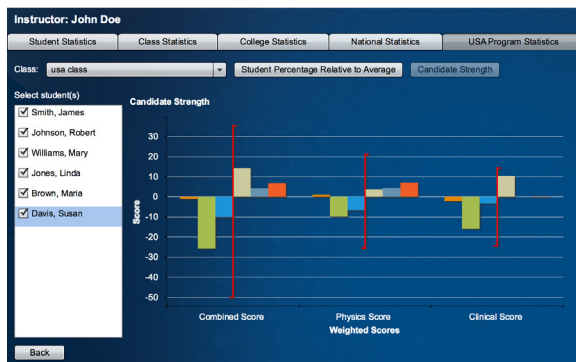 Instructor: John Doe
Student Statistics
Class Statistics
College Statistics
National Statistics
USA Program Statistics
Class:
usa class
Student Percentage Relative to Average
Candidate Strength
Select student(s)
Smith, James
Johnson, Robert
Williams, Mary
Jones, Linda
Brown, Maria
Davis, Susan
Candidate Strength
30
20
10
0
-10
-20
-30
-40
-50
Score
Combined Score
Physics Score
Clinical Score
Weighted Scores
Back